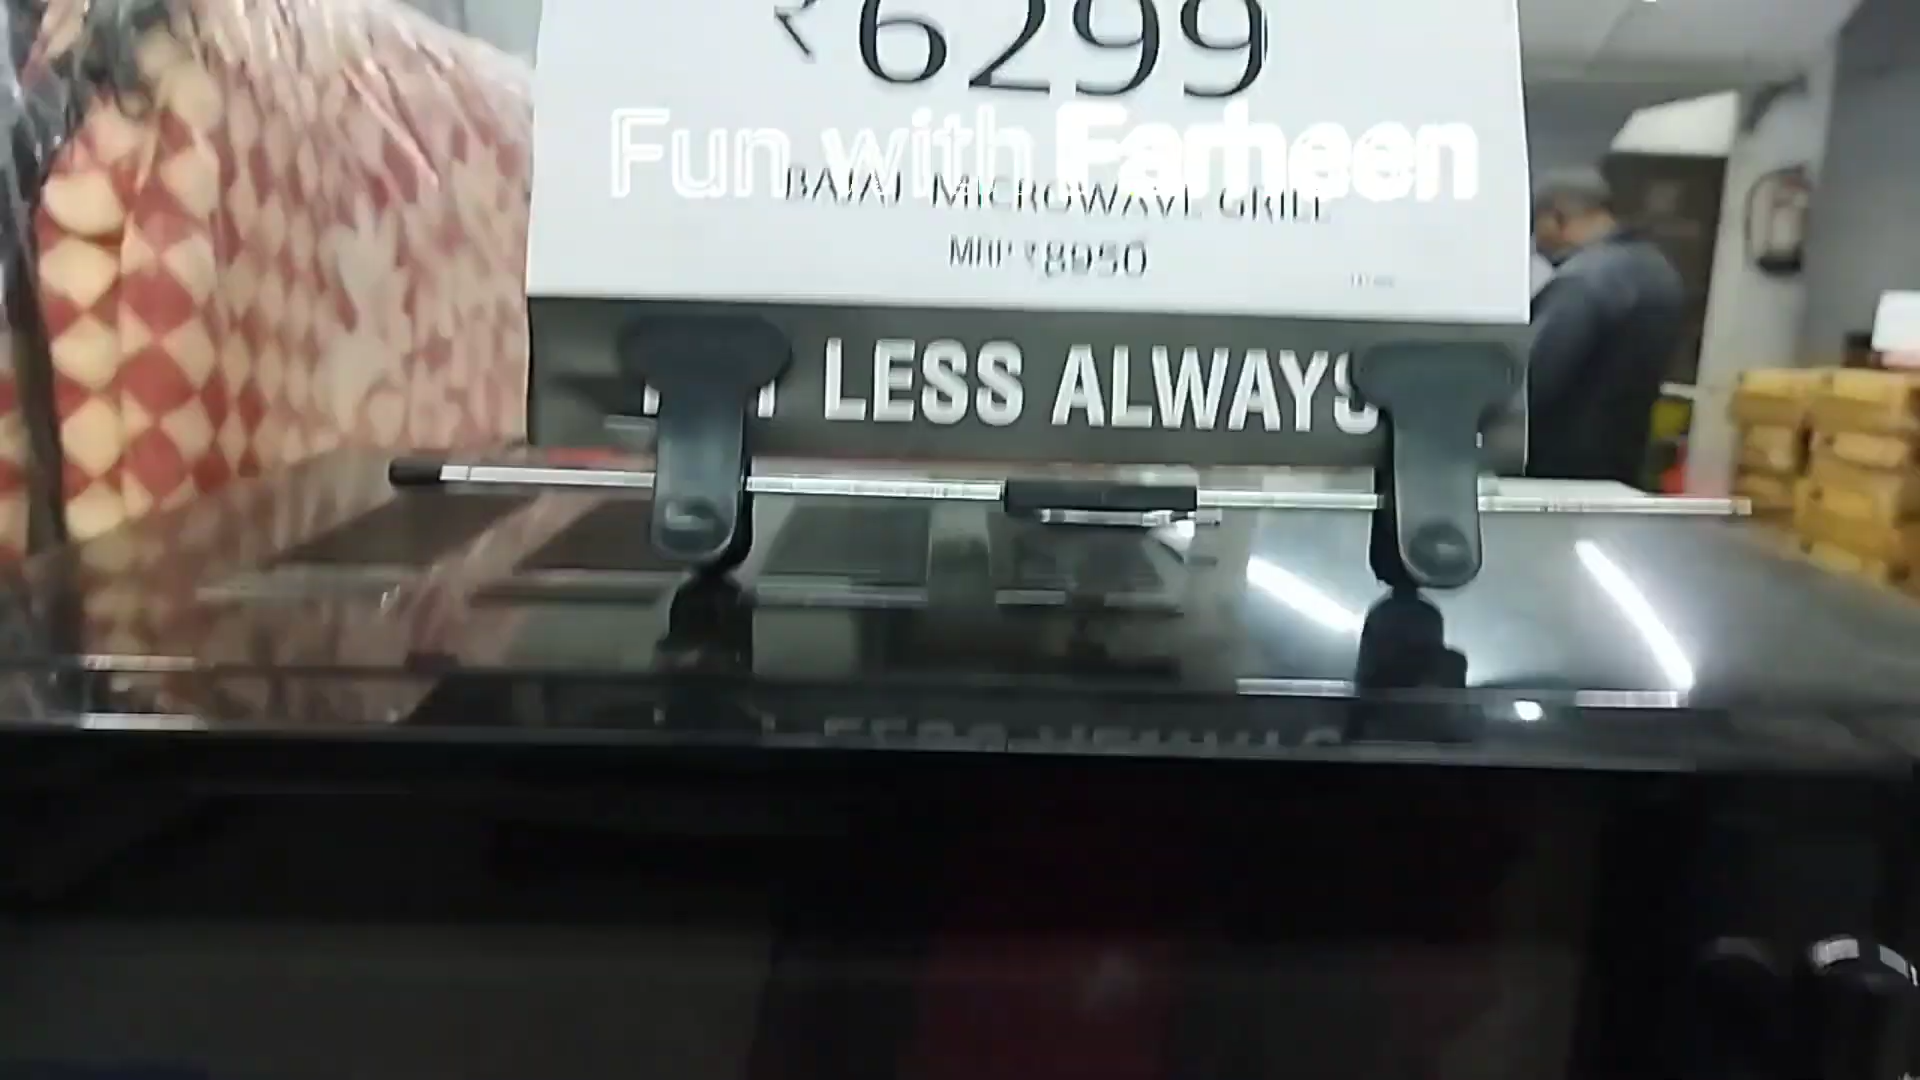 ₹6299
Fun with Farheen
BAJAJ MICROWAVE GRILL
MRP ₹8950
LESS ALWAYS